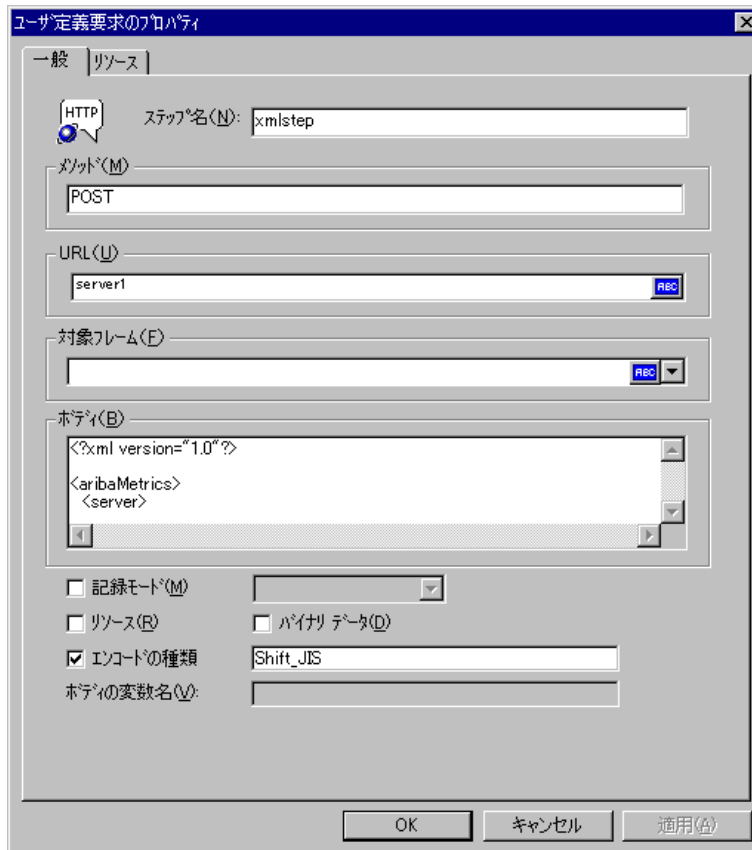 ユーザ定義要求のプロパティ
一般 リソース
HTTP
ステップ名(N): xmlstep
メソッド(M)
POST
URL(U)
server1 ABC
対象フレーム(F)
ABC
ボディ(B)
<?xml version="1.0"?>
<aribaMetrics>
<server>
記録モード(M)
リソース(R) バイナリ データ(D)
エンコードの種類 Shift_JIS
ボディの変数名(V):
OK キャンセル 適用(A)